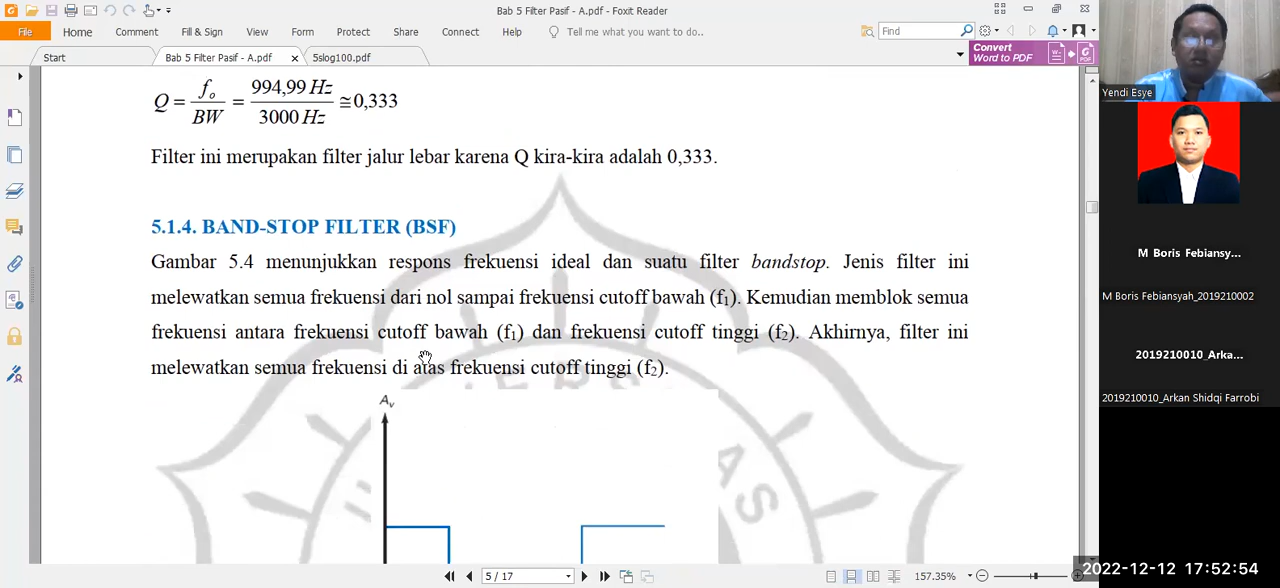 Bab 5 Filter Pasif - A.pdf - Foxit Reader
File Home Comment Fill & Sign View Form Protect Share Connect Help Tell me what you want to do.. Find
Start Bab 5 Filter Pasif - A.pdf 5slog100.pdf
Convert
Word to PDF
Q = fo / BW = 994,99 Hz / 3000 Hz ≅ 0,333
Filter ini merupakan filter jalur lebar karena Q kira-kira adalah 0,333.
5.1.4. BAND-STOP FILTER (BSF)
Gambar 5.4 menunjukkan respons frekuensi ideal dan suatu filter bandstop. Jenis filter ini
melewatkan semua frekuensi dari nol sampai frekuensi cutoff bawah (f1). Kemudian memblok semua
frekuensi antara frekuensi cutoff bawah (f1) dan frekuensi cutoff tinggi (f2). Akhirnya, filter ini
melewatkan semua frekuensi di atas frekuensi cutoff tinggi (f2).
Av
5 / 17
157.35%
Yendi Esye
M Boris Febiansy...
M Boris Febiansyah_2019210002
2019210010_Arka...
2019210010_Arkan Shidqi Farrobi
2022-12-12 17:52:54